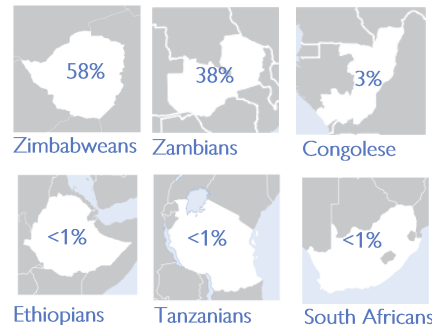 58%
38%
3%
Zimbabweans
Zambians
Congolese
<1%
<1%
<1%
Ethiopians
Tanzanians
South Africans